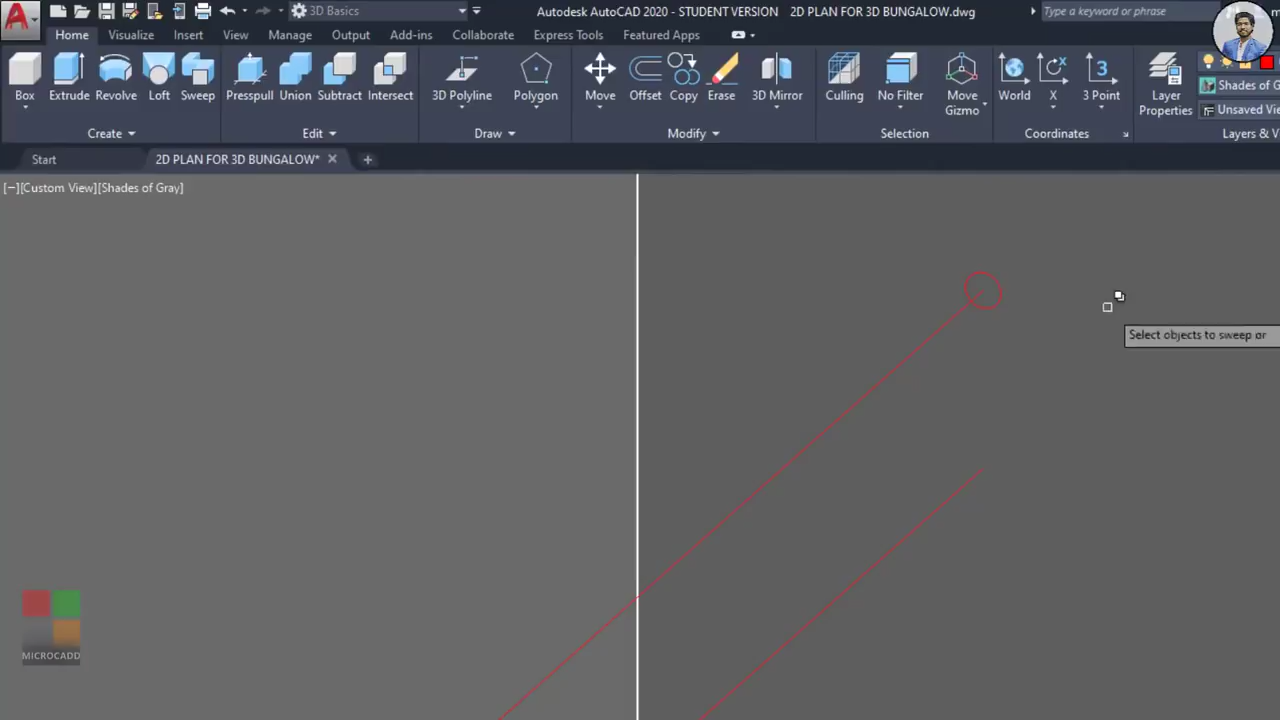 3D Basics
Autodesk AutoCAD 2020 - STUDENT VERSION 2D PLAN FOR 3D BUNGALOW.dwg
Type a keyword or phrase
Home Visualize Insert View Manage Output Add-ins Collaborate Express Tools Featured Apps
Box Extrude Revolve Loft Sweep Presspull Union Subtract Intersect 3D Polyline Polygon Move Offset Copy Erase 3D Mirror Culling No Filter Move Gizmo World X 3 Point Layer Properties
Shades of G
Unsaved Vie
Create Edit Draw Modify Selection Coordinates Layers & V
Start 2D PLAN FOR 3D BUNGALOW*
[−][Custom View][Shades of Gray]
Select objects to sweep or
MICROCADD